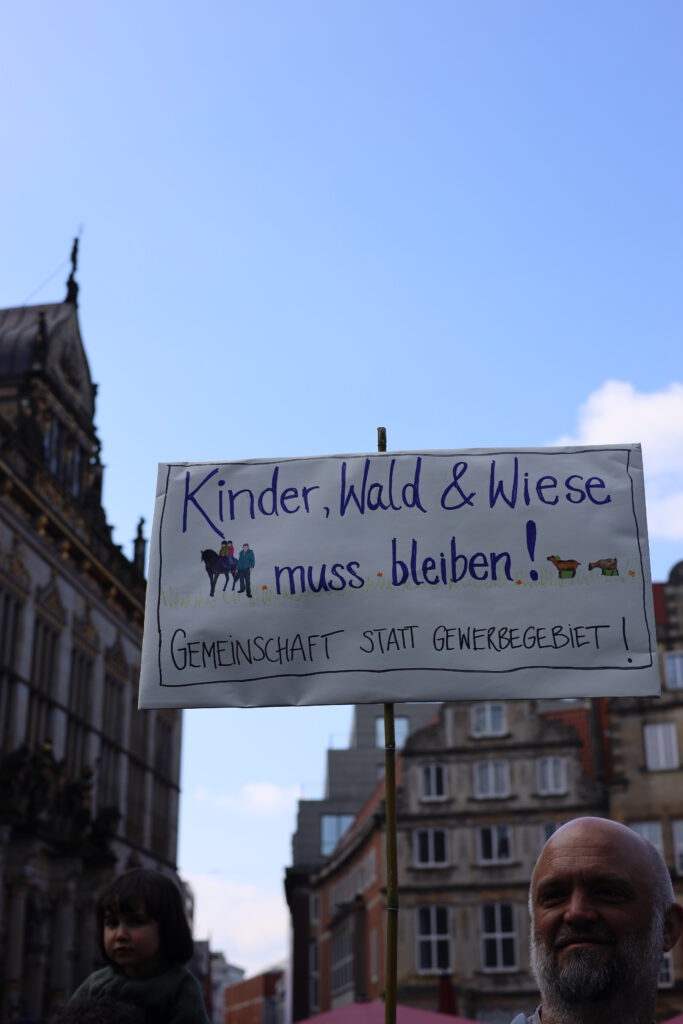 Kinder, Wald & Wiese
muss bleiben!
GEMEINSCHAFT STATT GEWERBEGEBIET!